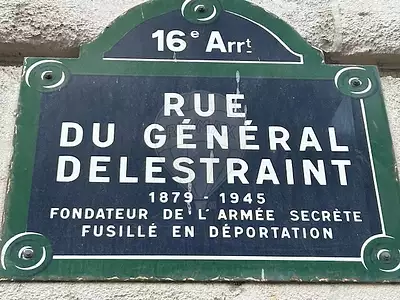 16e Arrt
RUE
DU GÉNÉRAL
DELESTRAINT
1879 - 1945
FONDATEUR DE L'ARMÉE SECRÈTE
FUSILLÉ EN DÉPORTATION